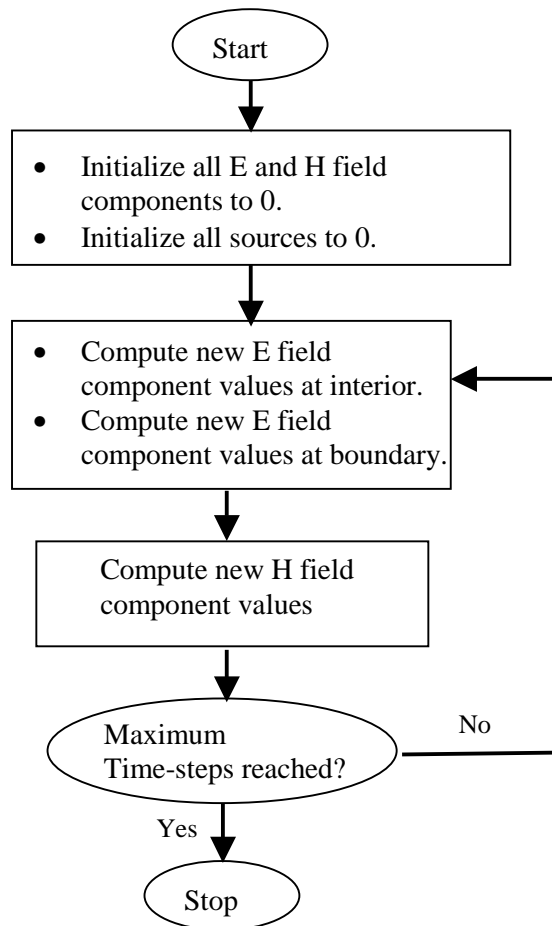 Start
• Initialize all E and H field
components to 0.
• Initialize all sources to 0.
• Compute new E field
component values at interior.
• Compute new E field
component values at boundary.
Compute new H field
component values
Maximum
Time-steps reached?
No
Yes
Stop